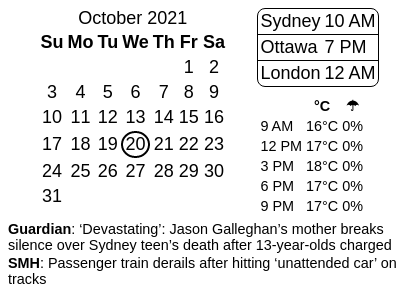 October 2021
Su Mo Tu We Th Fr Sa
1 2
3 4 5 6 7 8 9
10 11 12 13 14 15 16
17 18 19 20 21 22 23
24 25 26 27 28 29 30
31
Sydney 10 AM
Ottawa 7 PM
London 12 AM
°C ☂
9 AM 16°C 0%
12 PM 17°C 0%
3 PM 18°C 0%
6 PM 17°C 0%
9 PM 17°C 0%
Guardian: ‘Devastating’: Jason Galleghan’s mother breaks
silence over Sydney teen’s death after 13-year-olds charged
SMH: Passenger train derails after hitting ‘unattended car’ on
tracks